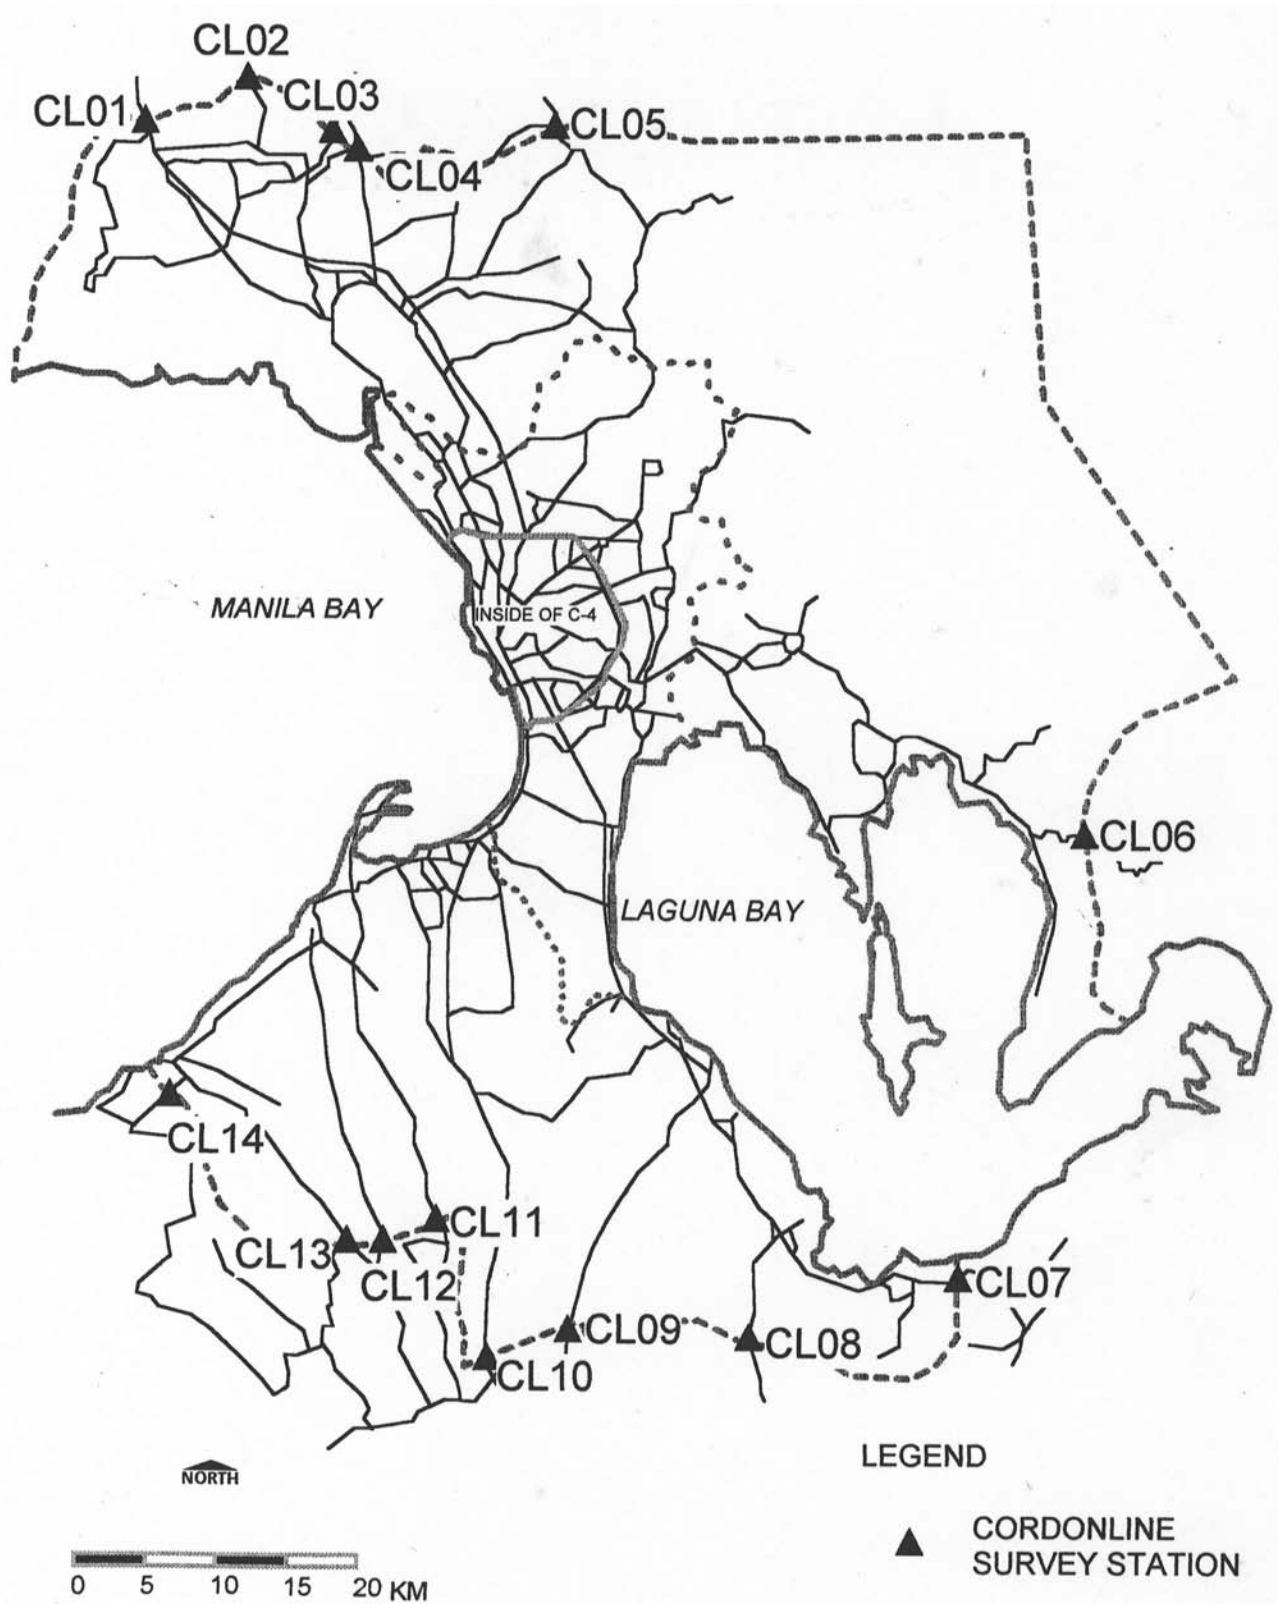 CL02
CL03
CL01
CL05
CL04
MANILA BAY
INSIDE OF C-4
CL06
LAGUNA BAY
CL14
CL11
CL13
CL12
CL07
CL09
CL08
CL10
NORTH
LEGEND
CORDONLINE
SURVEY STATION
0 5 10 15 20 KM